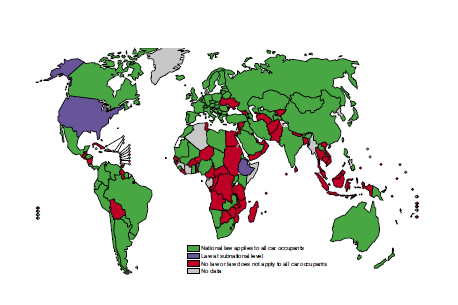 National law applies to all car occupants
Law at subnational level
No law or law does not apply to all car occupants
No data